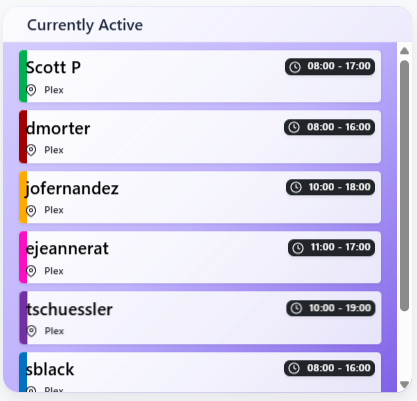 Currently Active
Scott P 08:00 - 17:00
Plex
dmorter 08:00 - 16:00
Plex
jofernandez 10:00 - 18:00
Plex
ejeannerat 11:00 - 17:00
Plex
tschuessler 10:00 - 19:00
Plex
sblack 08:00 - 16:00
Plex